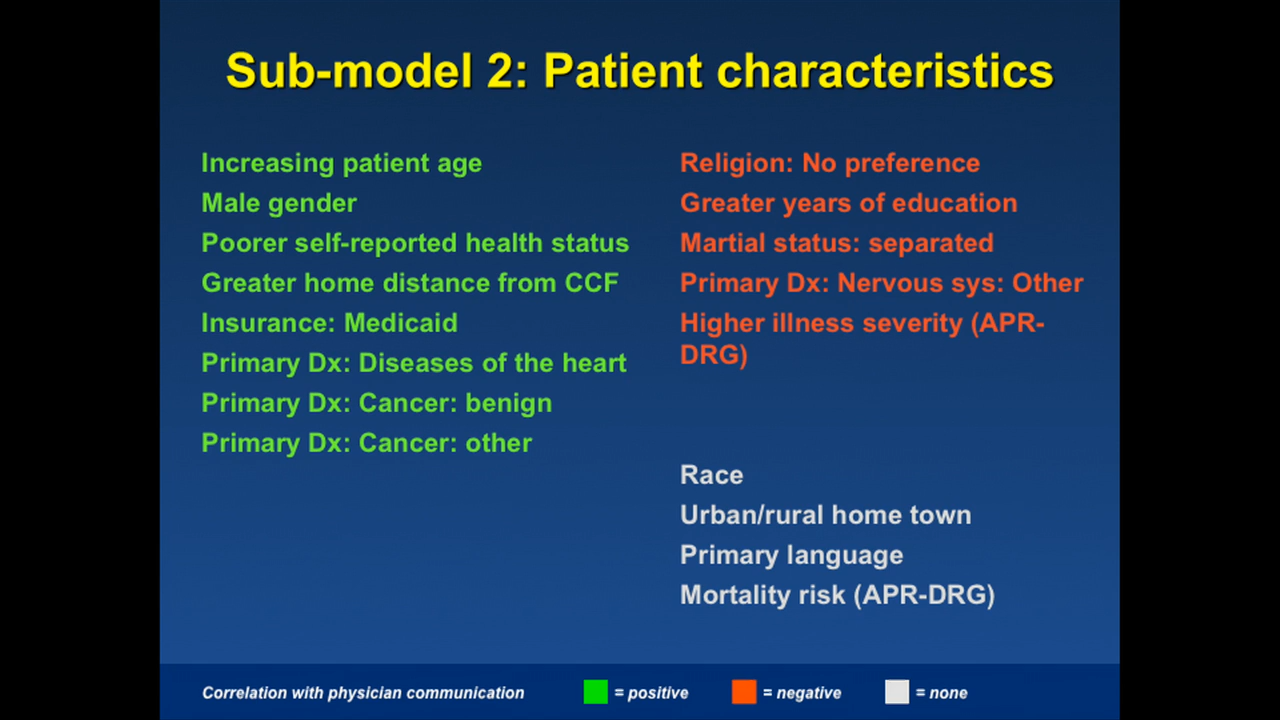 Sub-model 2: Patient characteristics
Increasing patient age
Male gender
Poorer self-reported health status
Greater home distance from CCF
Insurance: Medicaid
Primary Dx: Diseases of the heart
Primary Dx: Cancer: benign
Primary Dx: Cancer: other
Religion: No preference
Greater years of education
Martial status: separated
Primary Dx: Nervous sys: Other
Higher illness severity (APR-
DRG)
Race
Urban/rural home town
Primary language
Mortality risk (APR-DRG)
Correlation with physician communication = positive = negative = none